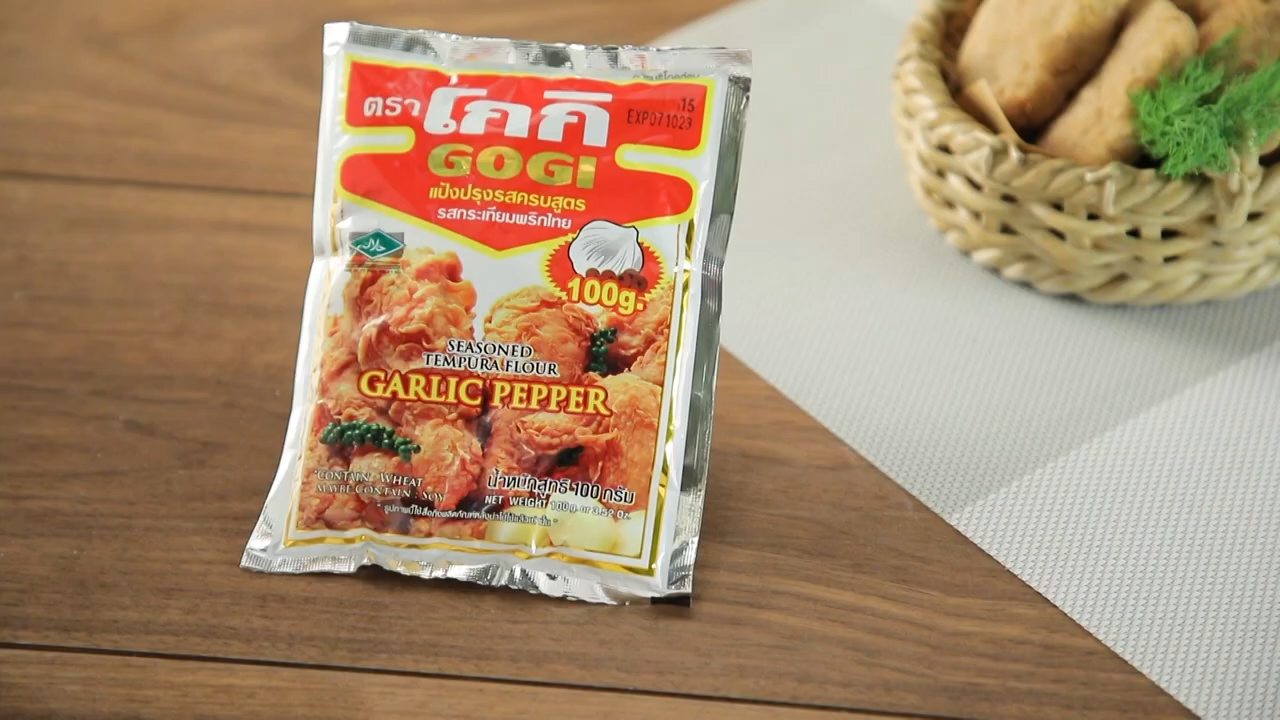 ตรา โกกิ
15
EXP071023
GOGI
แป้งปรุงรสครบสูตร
รสกระเทียมพริกไทย
100g.
SEASONED
TEMPURA FLOUR
GARLIC PEPPER
*CONTAIN : WHEAT
MAYBE CONTAIN : SOY
น้ำหนักสุทธิ 100 กรัม
NET WEIGHT 100 g. or 3.52 Oz.